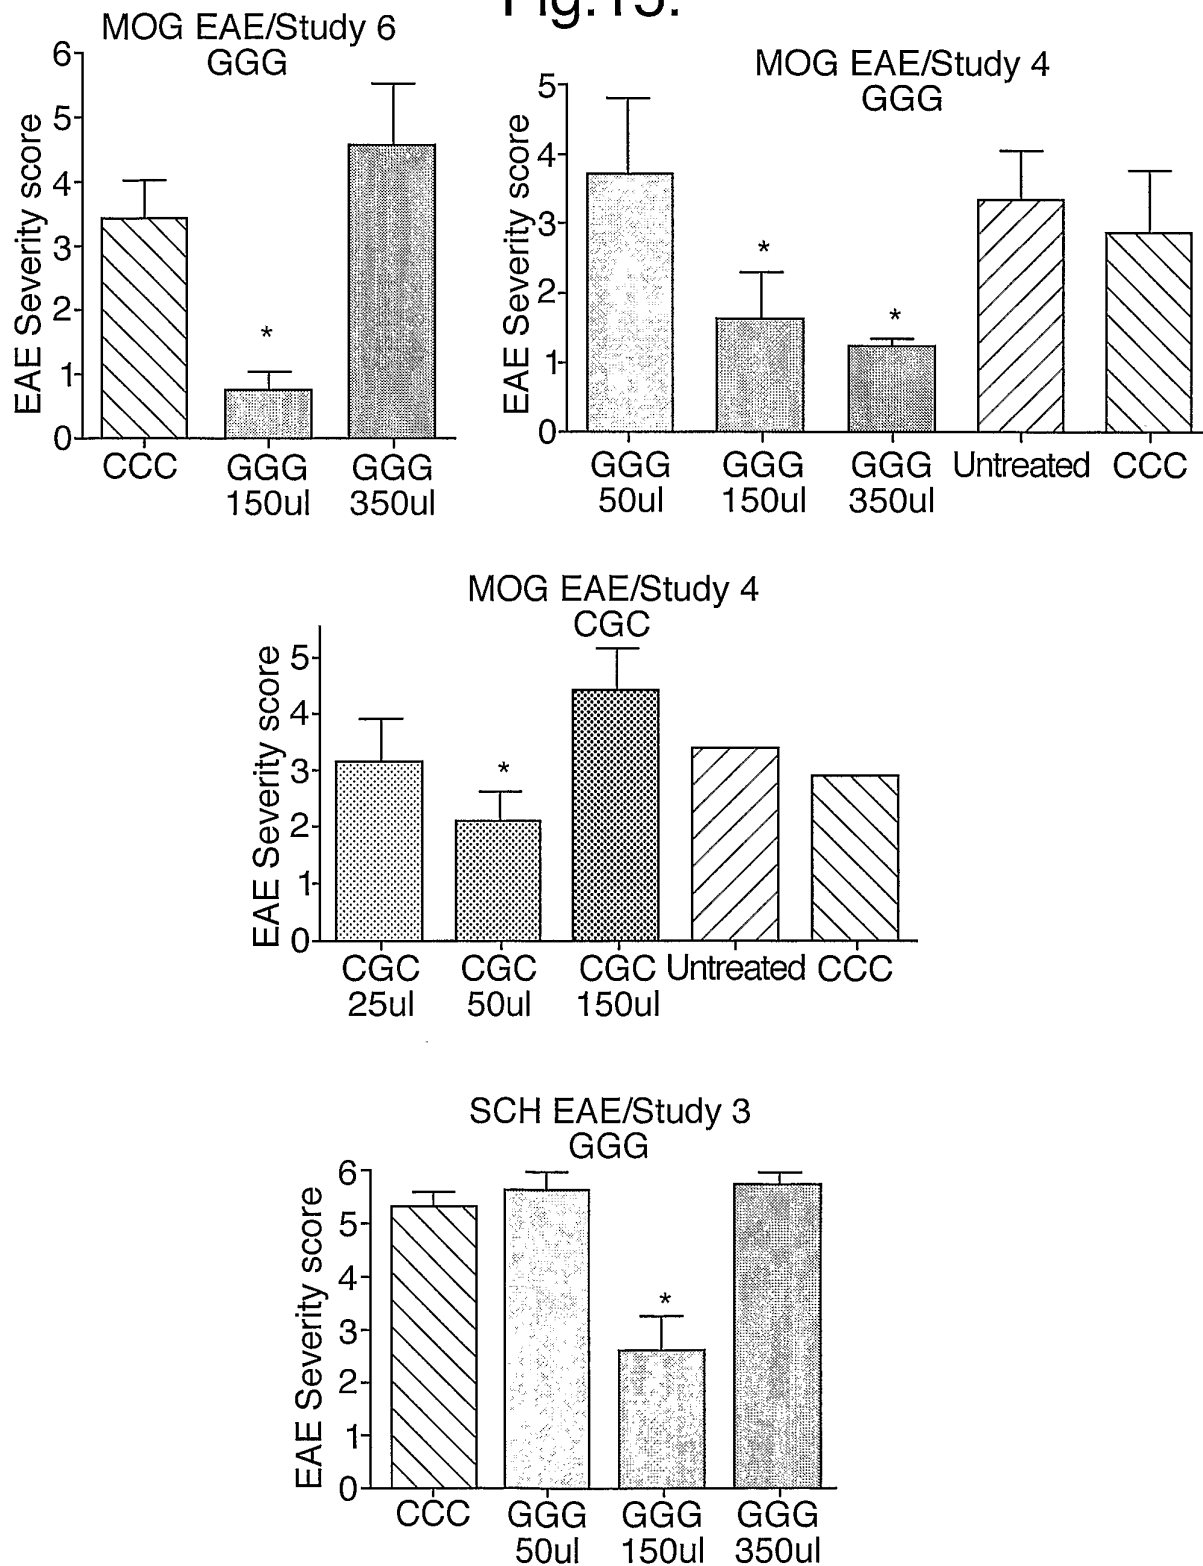 Fig.15.
MOG EAE/Study 6
GGG
EAE Severity score
6
5
4
3
2
1
0
*
CCC GGG GGG
150ul 350ul
MOG EAE/Study 4
GGG
EAE Severity score
5
4
3
2
1
0
* *
GGG GGG GGG Untreated CCC
50ul 150ul 350ul
MOG EAE/Study 4
CGC
EAE Severity score
5
4
3
2
1
0
*
CGC CGC CGC Untreated CCC
25ul 50ul 150ul
SCH EAE/Study 3
GGG
EAE Severity score
6
5
4
3
2
1
0
*
CCC GGG GGG GGG
50ul 150ul 350ul